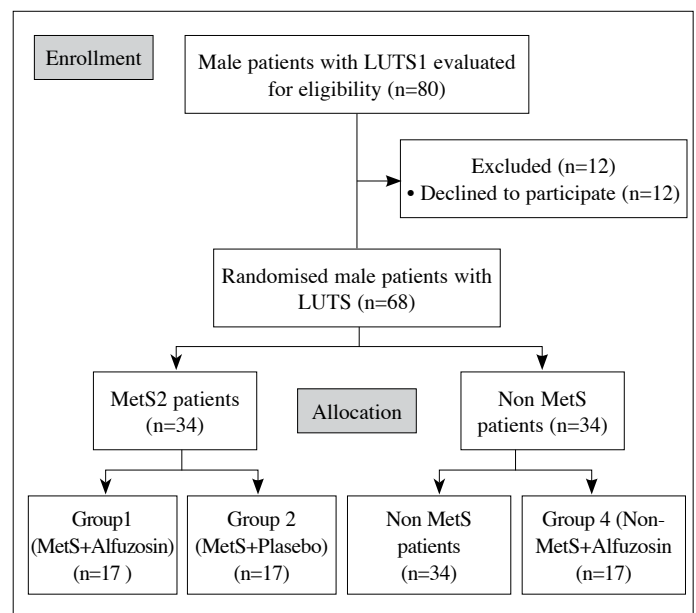 Enrollment
Male patients with LUTS1 evaluated
for eligibility (n=80)
Excluded (n=12)
• Declined to participate (n=12)
Randomised male patients with
LUTS (n=68)
MetS2 patients
(n=34)
Allocation
Non MetS
patients (n=34)
Group1
(MetS+Alfuzosin)
(n=17 )
Group 2
(MetS+Plasebo)
(n=17)
Non MetS
patients
(n=34)
Group 4 (Non-
MetS+Alfuzosin
(n=17)